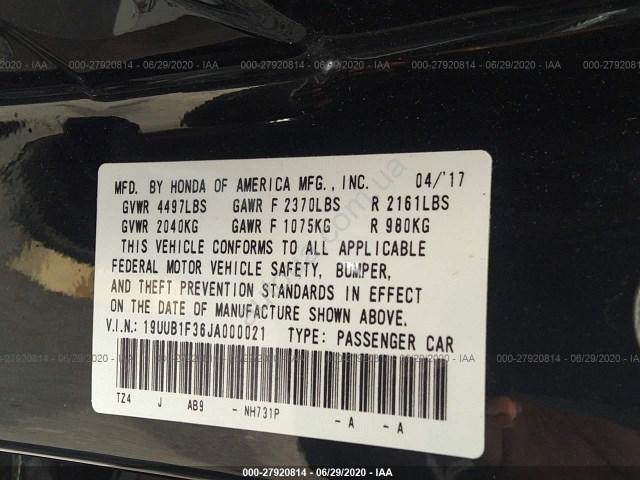 000-27920814 - 06/29/2020 - IAA
MFD. BY HONDA OF AMERICA MFG., INC. 04/'17
GVWR 4497LBS GAWR F 2370LBS R 2161LBS
GVWR 2040KG GAWR F 1075KG R 980KG
THIS VEHICLE CONFORMS TO ALL APPLICABLE
FEDERAL MOTOR VEHICLE SAFETY, BUMPER,
AND THEFT PREVENTION STANDARDS IN EFFECT
ON THE DATE OF MANUFACTURE SHOWN ABOVE.
V.I.N.: 19UUB1F36JA000021 TYPE: PASSENGER CAR
TZ4 J AB9 - NH731P - A - A
000-27920814 - 06/29/2020 - IAA